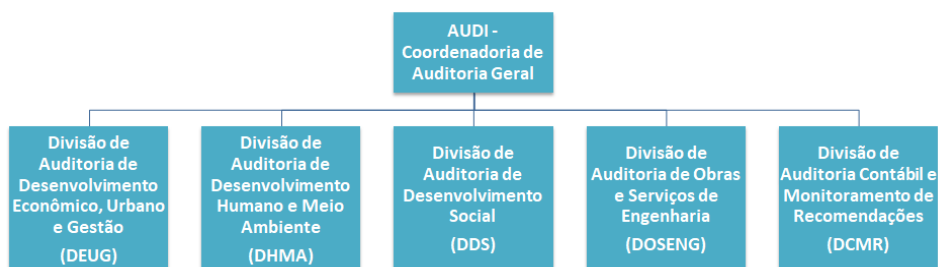 AUDI -
Coordenadoria de
Auditoria Geral
Divisão de
Auditoria de
Desenvolvimento
Econômico, Urbano
e Gestão
(DEUG)
Divisão de
Auditoria de
Desenvolvimento
Humano e Meio
Ambiente
(DHMA)
Divisão de
Auditoria de
Desenvolvimento
Social
(DDS)
Divisão de
Auditoria de Obras
e Serviços de
Engenharia
(DOSENG)
Divisão de
Auditoria Contábil e
Monitoramento de
Recomendações
(DCMR)